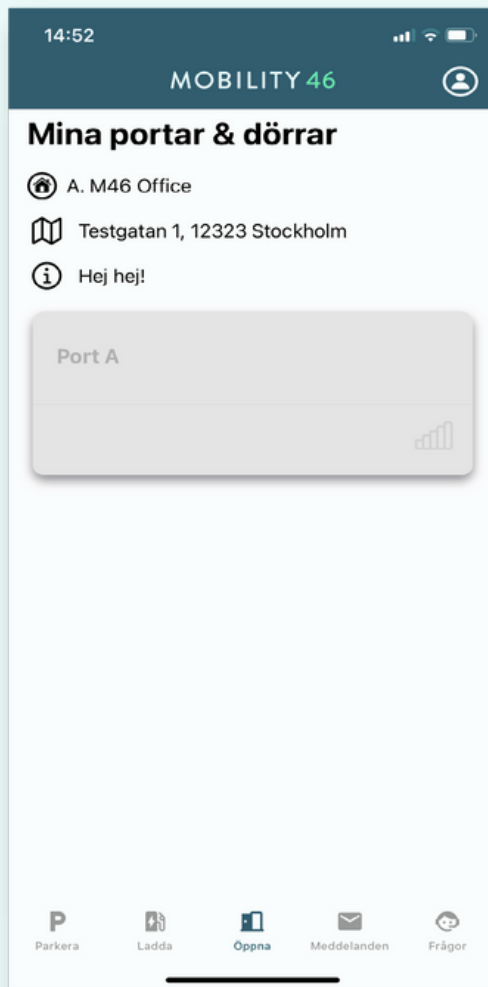 14:52
MOBILITY 46
Mina portar & dörrar
A. M46 Office
Testgatan 1, 12323 Stockholm
Hej hej!
Port A
Parkera
Ladda
Öppna
Meddelanden
Frågor